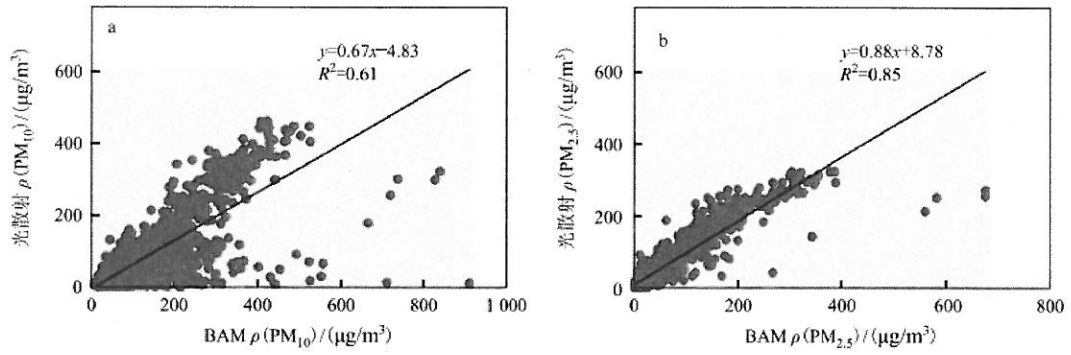 a
y=0.67x−4.83
R²=0.61
光散射 ρ(PM₁₀)/(μg/m³)
600
400
200
0
0 200 400 600 800 1 000
BAM ρ(PM₁₀)/(μg/m³)
b
y=0.88x+8.78
R²=0.85
光散射 ρ(PM₂.₅)/(μg/m³)
600
400
200
0
0 200 400 600 800
BAM ρ(PM₂.₅)/(μg/m³)